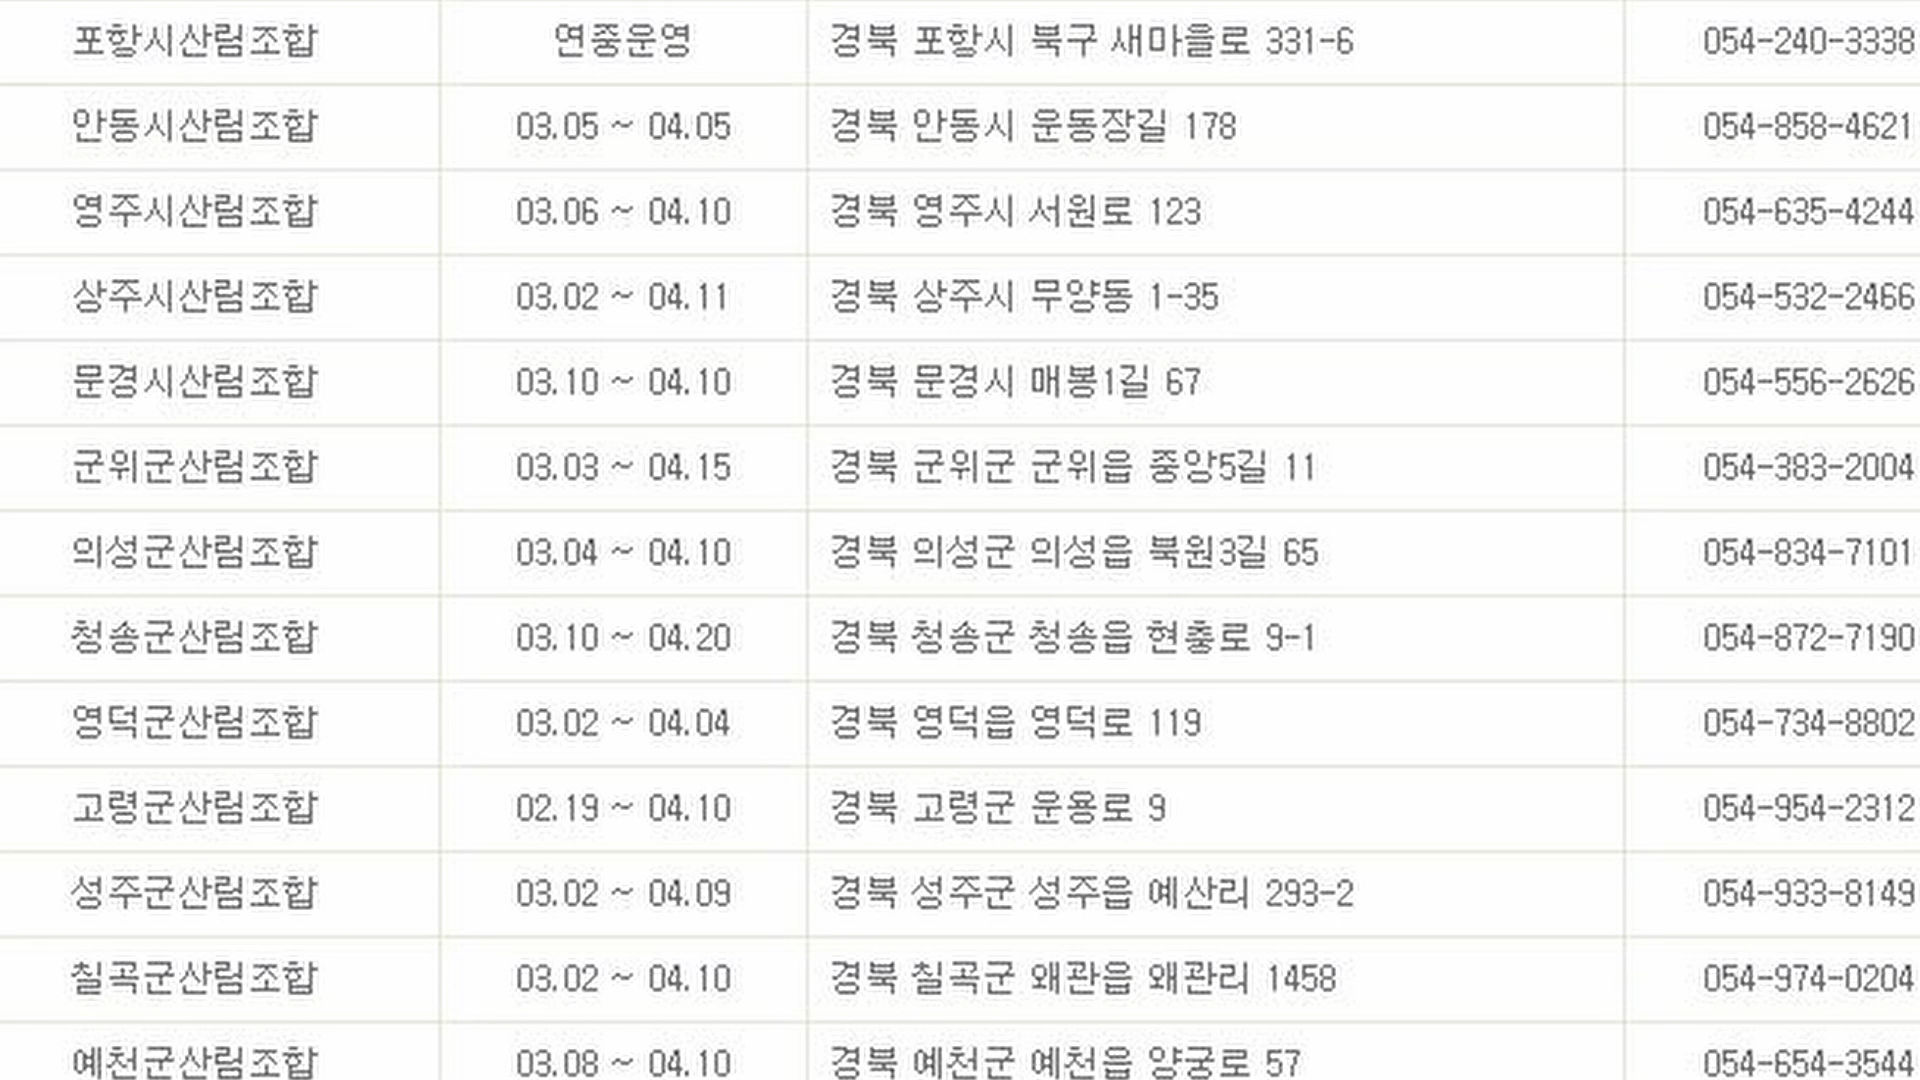 포항시산림조합 연중운영 경북 포항시 북구 새마을로 331-6 054-240-3338
안동시산림조합 03.05 ~ 04.05 경북 안동시 운동장길 178 054-858-4621
영주시산림조합 03.06 ~ 04.10 경북 영주시 서원로 123 054-635-4244
상주시산림조합 03.02 ~ 04.11 경북 상주시 무양동 1-35 054-532-2466
문경시산림조합 03.10 ~ 04.10 경북 문경시 매봉1길 67 054-556-2626
군위군산림조합 03.03 ~ 04.15 경북 군위군 군위읍 중앙5길 11 054-383-2004
의성군산림조합 03.04 ~ 04.10 경북 의성군 의성읍 북원3길 65 054-834-7101
청송군산림조합 03.10 ~ 04.20 경북 청송군 청송읍 현충로 9-1 054-872-7190
영덕군산림조합 03.02 ~ 04.04 경북 영덕읍 영덕로 119 054-734-8802
고령군산림조합 02.19 ~ 04.10 경북 고령군 운용로 9 054-954-2312
성주군산림조합 03.02 ~ 04.09 경북 성주군 성주읍 예산리 293-2 054-933-8149
칠곡군산림조합 03.02 ~ 04.10 경북 칠곡군 왜관읍 왜관리 1458 054-974-0204
예천군산림조합 03.08 ~ 04.10 경북 예천군 예천읍 양궁로 57 054-654-3544